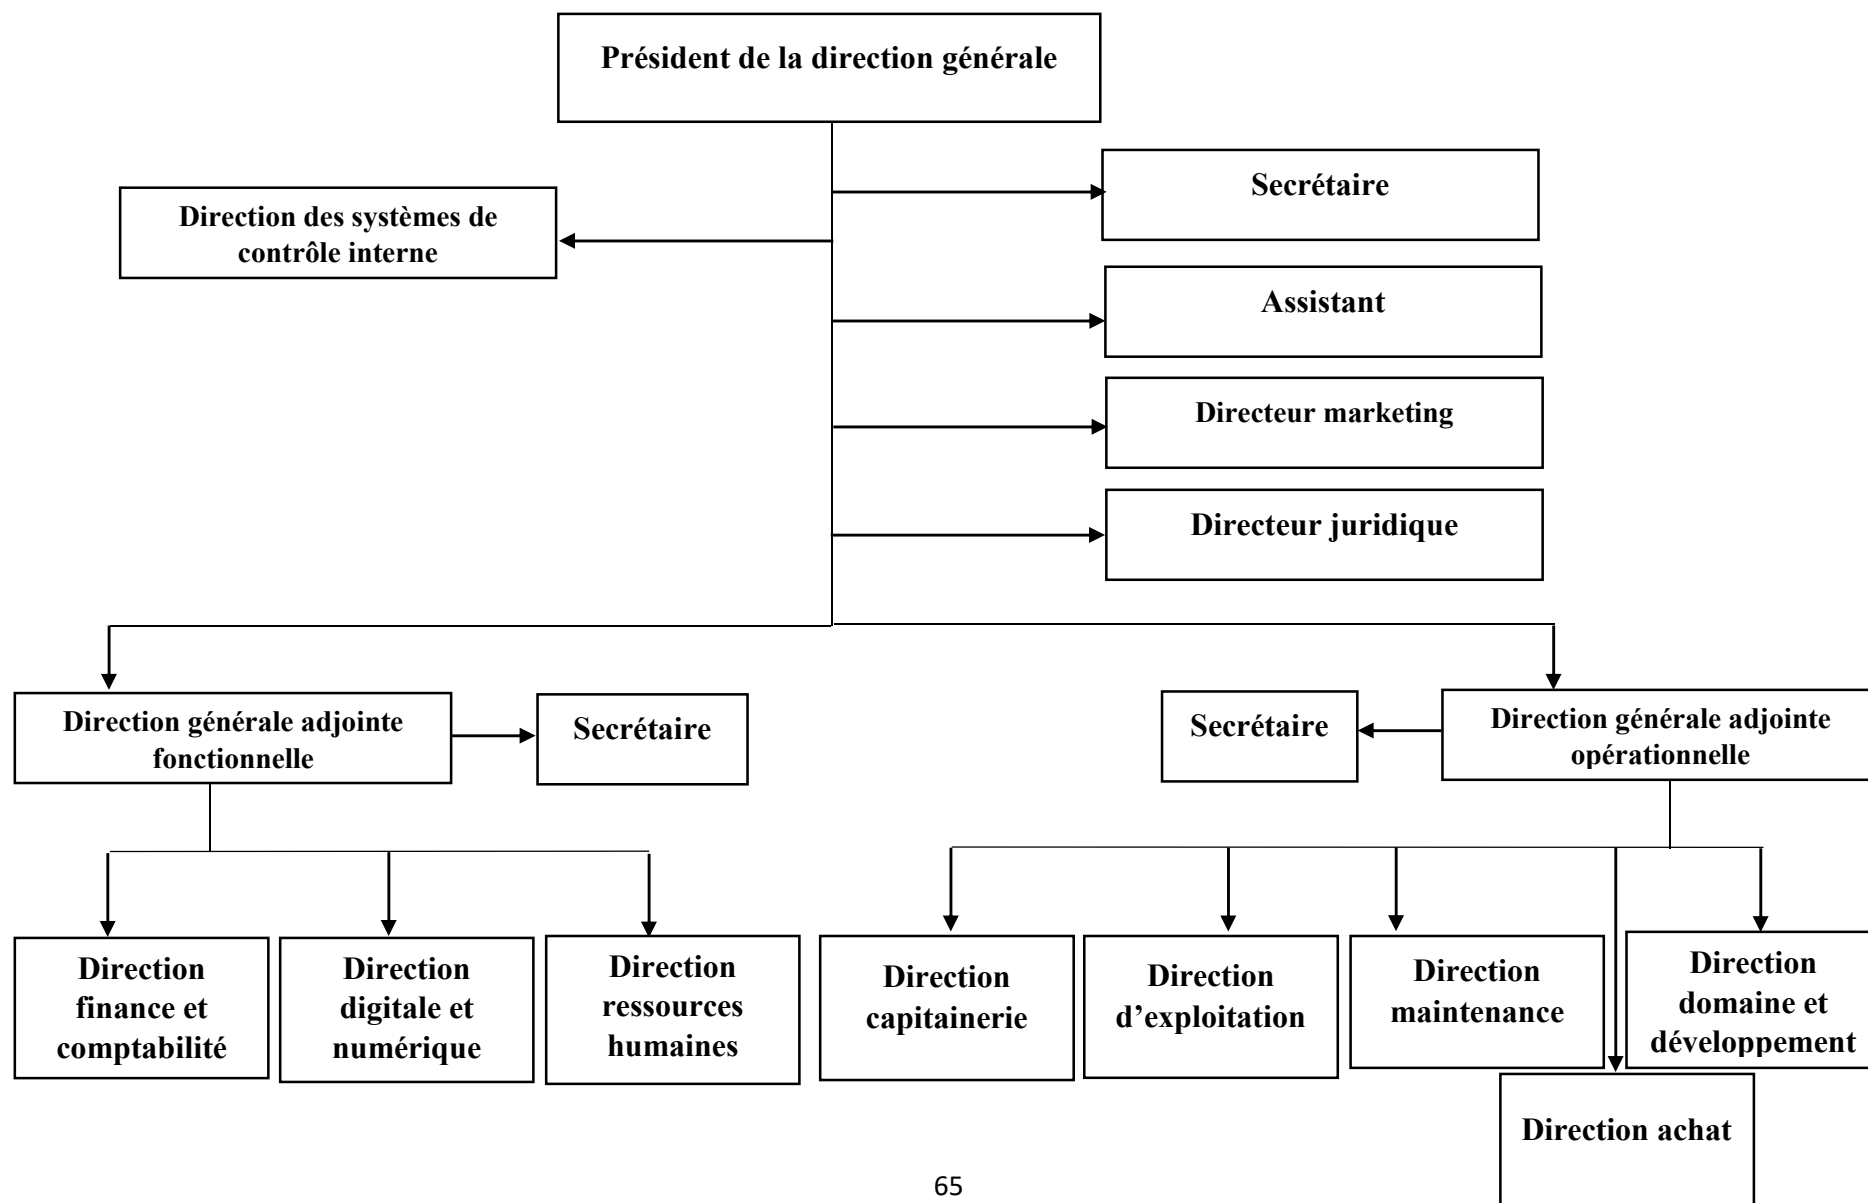 Président de la direction générale
Secrétaire
Direction des systèmes de
contrôle interne
Assistant
Directeur marketing
Directeur juridique
Direction générale adjointe
fonctionnelle
Secrétaire
Secrétaire
Direction générale adjointe
opérationnelle
Direction
finance et
comptabilité
Direction
digitale et
numérique
Direction
ressources
humaines
Direction
capitainerie
Direction
d’exploitation
Direction
maintenance
Direction
domaine et
développement
Direction achat
65